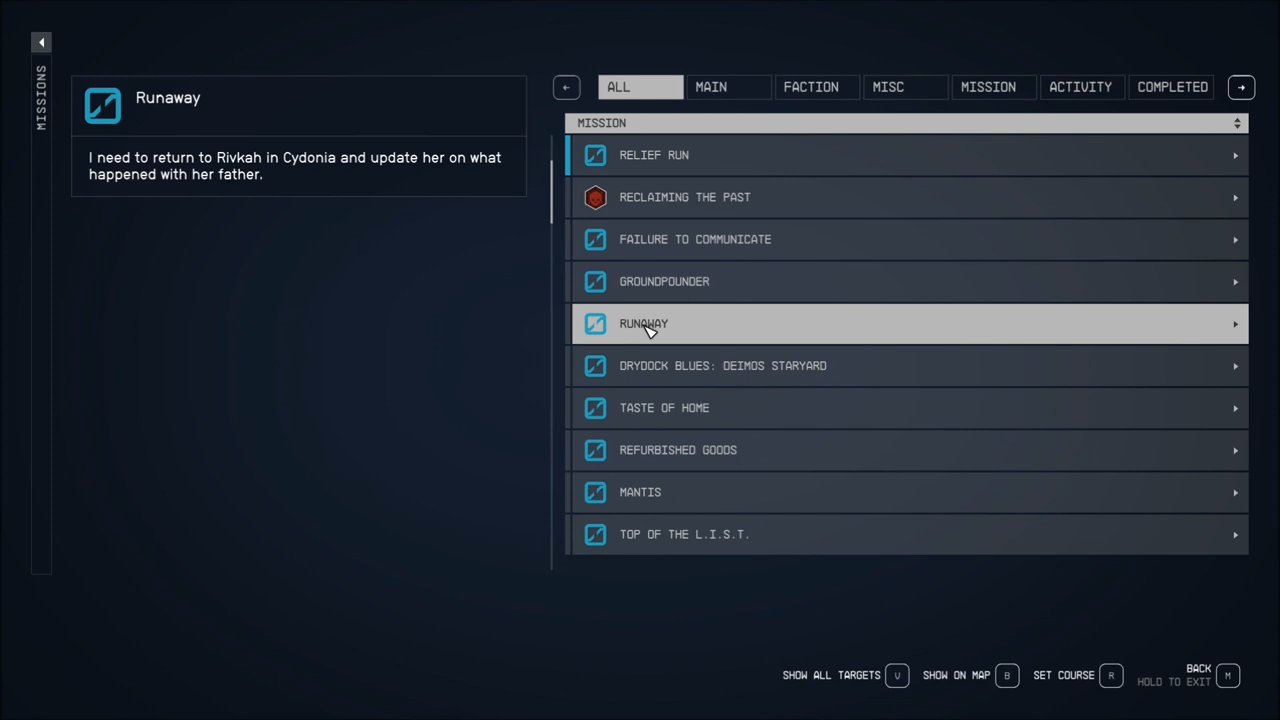 MISSIONS
Runaway
I need to return to Rivkah in Cydonia and update her on what
happened with her father.
ALL
MAIN
FACTION
MISC
MISSION
ACTIVITY
COMPLETED
MISSION
RELIEF RUN
RECLAIMING THE PAST
FAILURE TO COMMUNICATE
GROUNDPOUNDER
RUNAWAY
DRYDOCK BLUES: DEIMOS STARYARD
TASTE OF HOME
REFURBISHED GOODS
MANTIS
TOP OF THE L.I.S.T.
SHOW ALL TARGETS V
SHOW ON MAP B
SET COURSE R
BACK
HOLD TO EXIT M